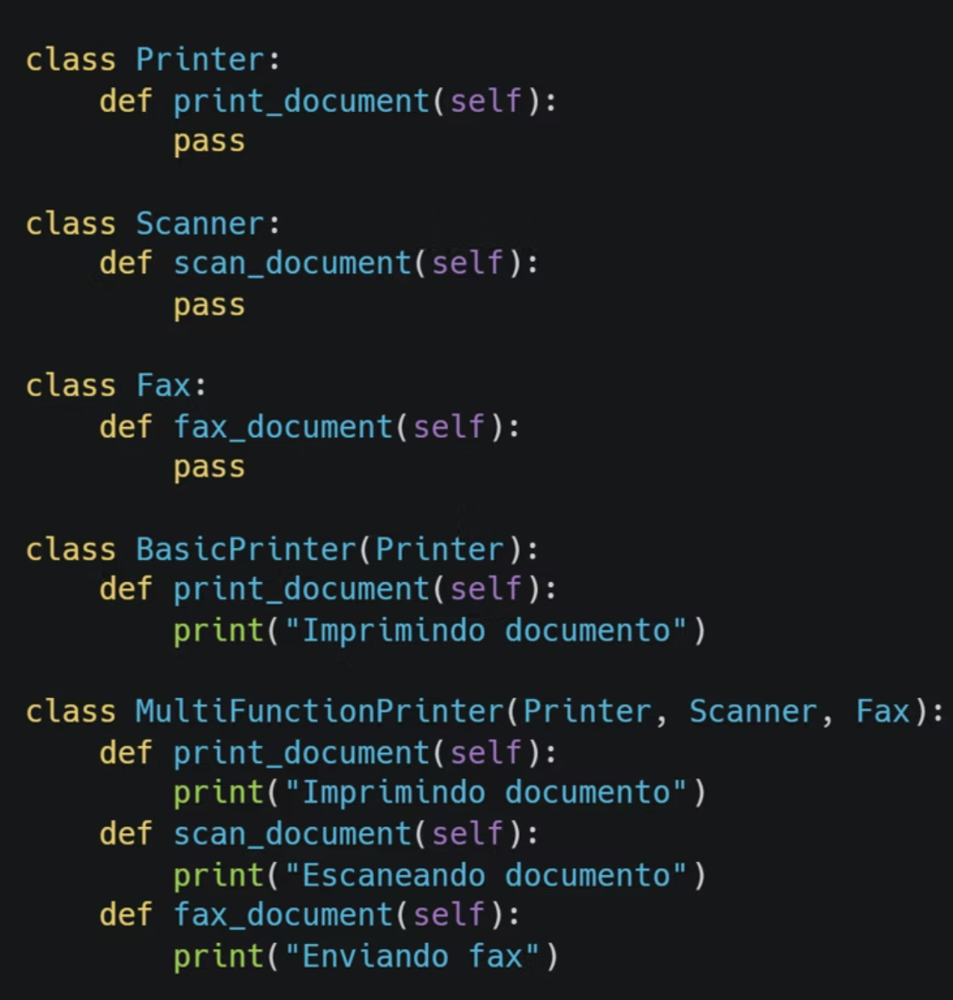 class Printer:
    def print_document(self):
        pass
class Scanner:
    def scan_document(self):
        pass
class Fax:
    def fax_document(self):
        pass
class BasicPrinter(Printer):
    def print_document(self):
        print("Imprimindo documento")
class MultiFunctionPrinter(Printer, Scanner, Fax):
    def print_document(self):
        print("Imprimindo documento")
    def scan_document(self):
        print("Escaneando documento")
    def fax_document(self):
        print("Enviando fax")